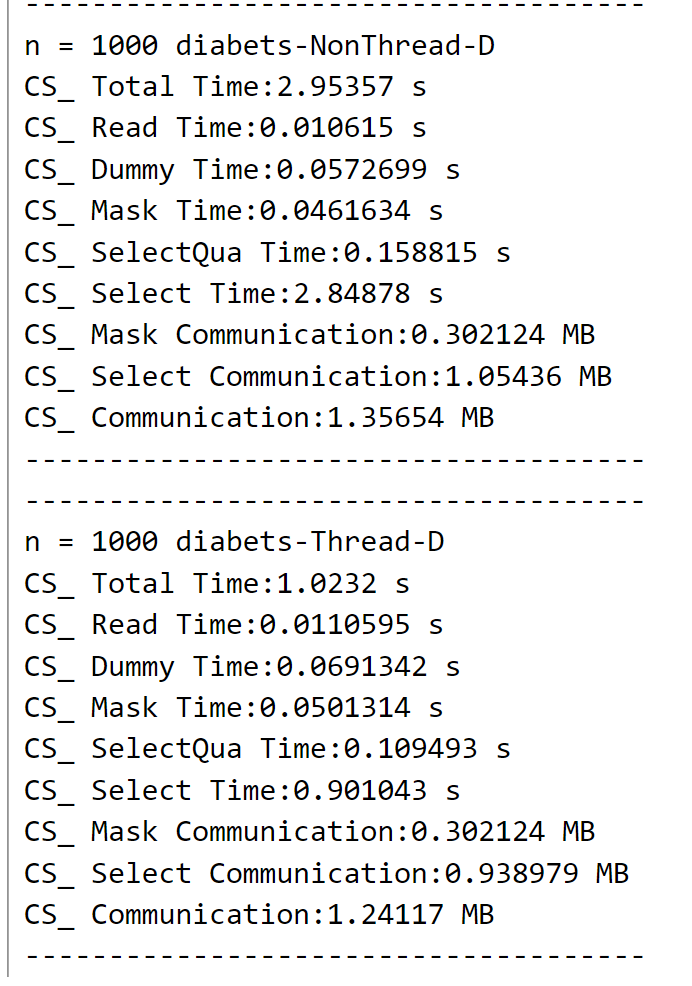 ---------------------------------------
n = 1000 diabets-NonThread-D
CS_ Total Time:2.95357 s
CS_ Read Time:0.010615 s
CS_ Dummy Time:0.0572699 s
CS_ Mask Time:0.0461634 s
CS_ SelectQua Time:0.158815 s
CS_ Select Time:2.84878 s
CS_ Mask Communication:0.302124 MB
CS_ Select Communication:1.05436 MB
CS_ Communication:1.35654 MB
-------------------------------------
-------------------------------------
n = 1000 diabets-Thread-D
CS_ Total Time:1.0232 s
CS_ Read Time:0.0110595 s
CS_ Dummy Time:0.0691342 s
CS_ Mask Time:0.0501314 s
CS_ SelectQua Time:0.109493 s
CS_ Select Time:0.901043 s
CS_ Mask Communication:0.302124 MB
CS_ Select Communication:0.938979 MB
CS_ Communication:1.24117 MB
-------------------------------------